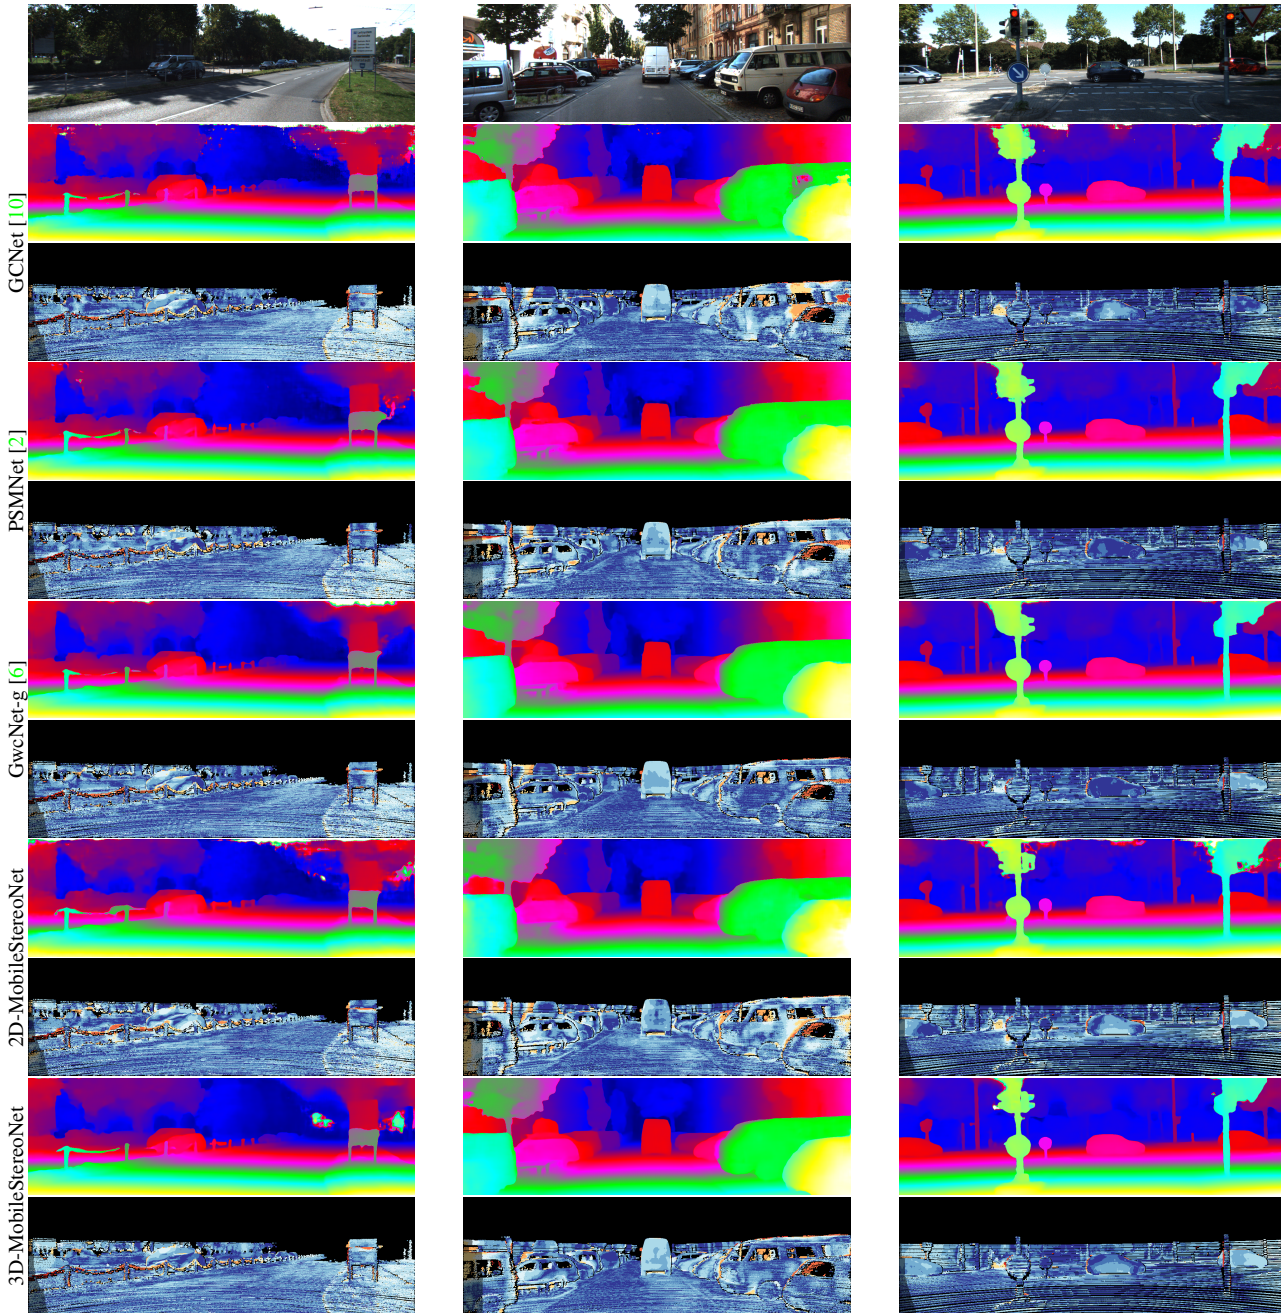 GCNet [10]
PSMNet [2]
GwcNet-g [6]
2D-MobileStereoNet
3D-MobileStereoNet